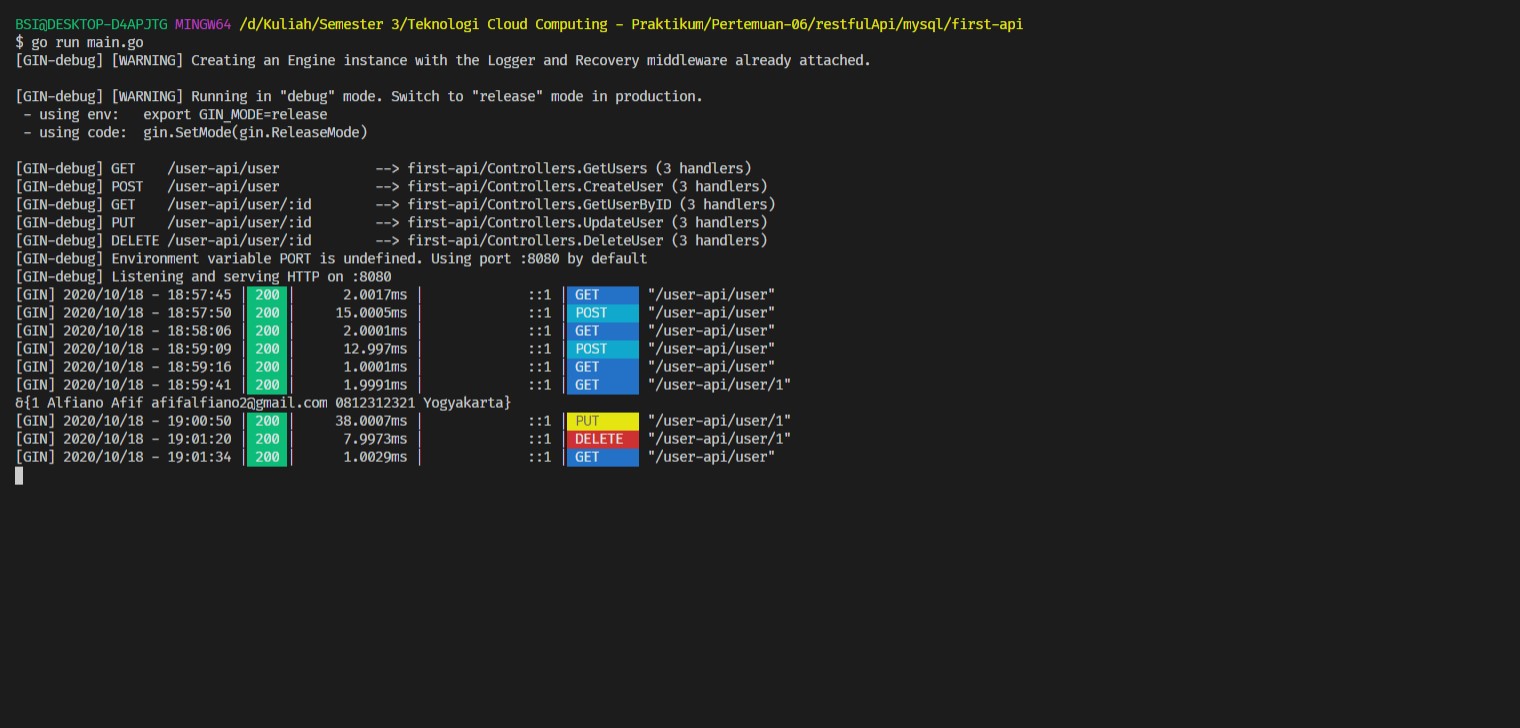 BSI@DESKTOP-D4APJTG MINGW64 /d/Kuliah/Semester 3/Teknologi Cloud Computing - Praktikum/Pertemuan-06/restfulApi/mysql/first-api
$ go run main.go
[GIN-debug] [WARNING] Creating an Engine instance with the Logger and Recovery middleware already attached.

[GIN-debug] [WARNING] Running in "debug" mode. Switch to "release" mode in production.
 - using env:   export GIN_MODE=release
 - using code:  gin.SetMode(gin.ReleaseMode)

[GIN-debug] GET    /user-api/user            --> first-api/Controllers.GetUsers (3 handlers)
[GIN-debug] POST   /user-api/user            --> first-api/Controllers.CreateUser (3 handlers)
[GIN-debug] GET    /user-api/user/:id        --> first-api/Controllers.GetUserByID (3 handlers)
[GIN-debug] PUT    /user-api/user/:id        --> first-api/Controllers.UpdateUser (3 handlers)
[GIN-debug] DELETE /user-api/user/:id        --> first-api/Controllers.DeleteUser (3 handlers)
[GIN-debug] Environment variable PORT is undefined. Using port :8080 by default
[GIN-debug] Listening and serving HTTP on :8080
[GIN] 2020/10/18 - 18:57:45 | 200 |      2.0017ms |             ::1 | GET      "/user-api/user"
[GIN] 2020/10/18 - 18:57:50 | 200 |     15.0005ms |             ::1 | POST     "/user-api/user"
[GIN] 2020/10/18 - 18:58:06 | 200 |      2.0001ms |             ::1 | GET      "/user-api/user"
[GIN] 2020/10/18 - 18:59:09 | 200 |      12.997ms |             ::1 | POST     "/user-api/user"
[GIN] 2020/10/18 - 18:59:16 | 200 |      1.0001ms |             ::1 | GET      "/user-api/user"
[GIN] 2020/10/18 - 18:59:41 | 200 |      1.9991ms |             ::1 | GET      "/user-api/user/1"
&{1 Alfiano Afif afifalfiano2@gmail.com 0812312321 Yogyakarta}
[GIN] 2020/10/18 - 19:00:50 | 200 |     38.0007ms |             ::1 | PUT      "/user-api/user/1"
[GIN] 2020/10/18 - 19:01:20 | 200 |      7.9973ms |             ::1 | DELETE   "/user-api/user/1"
[GIN] 2020/10/18 - 19:01:34 | 200 |      1.0029ms |             ::1 | GET      "/user-api/user"